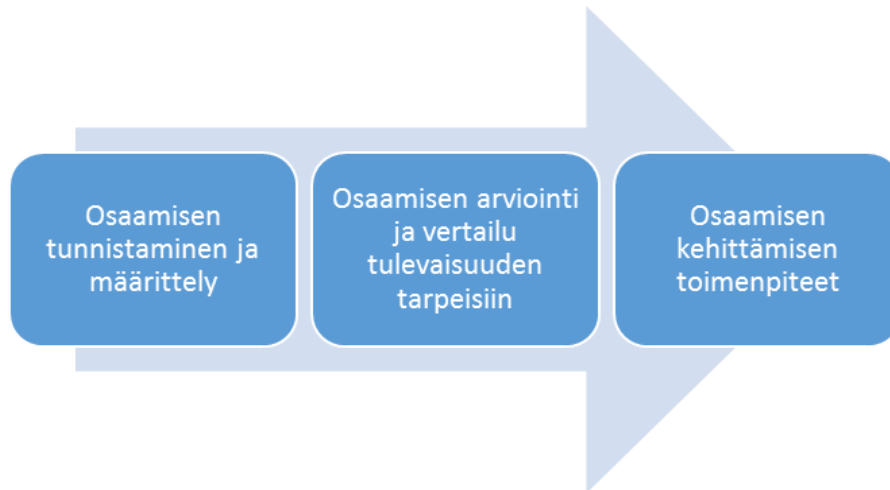 Osaamisen
tunnistaminen ja
määrittely
Osaamisen arviointi
ja vertailu
tulevaisuuden
tarpeisiin
Osaamisen
kehittämisen
toimenpiteet